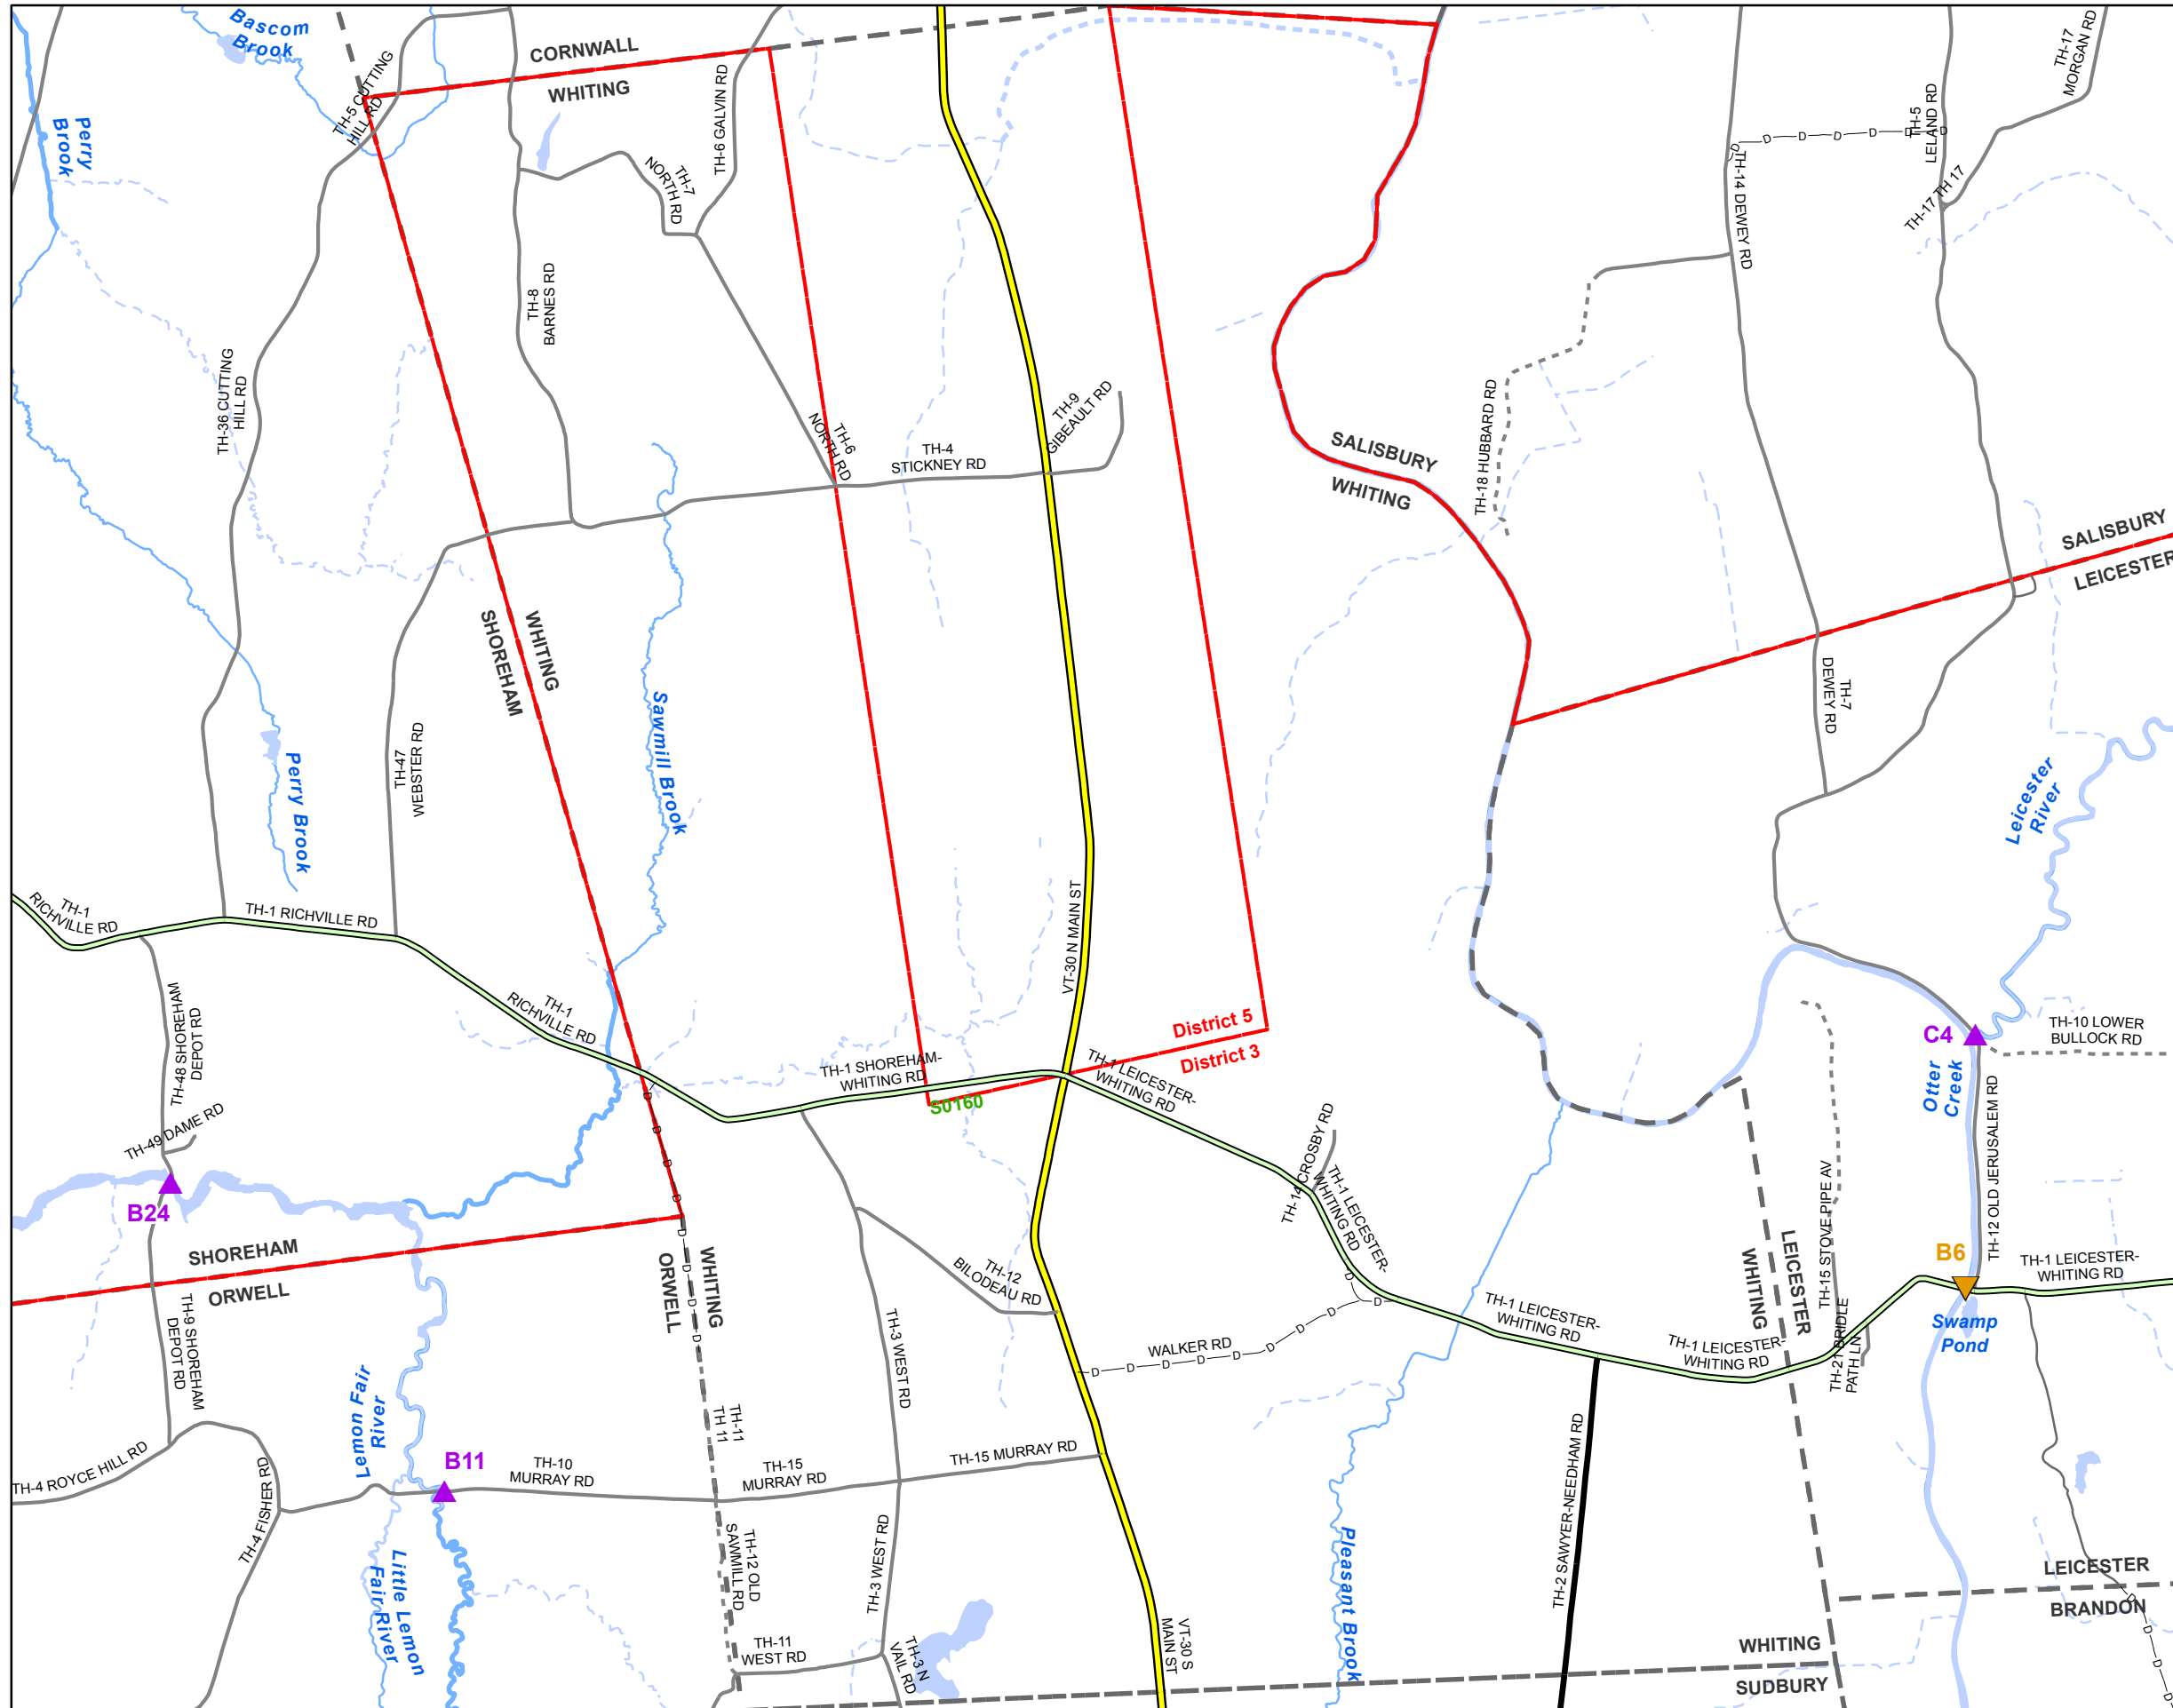 Bascom
Brook
CORNWALL
WHITING
TH-5 CUTTING
HILL RD
Perry
Brook
TH-6 GALVIN RD
TH-7
NORTH RD
TH-17
MORGAN RD
TH-5
LELAND RD
D D D D D D D
TH-17 TH 17
TH-14 DEWEY RD
TH-8
BARNES RD
TH-36 CUTTING
HILL RD
TH-6
NORTH RD
TH-4
STICKNEY RD
TH-9
GIBEAULT RD
SALISBURY
WHITING
TH-18 HUBBARD RD
SALISBURY
LEICESTER
WHITING
SHOREHAM
Sawmill Brook
TH-47
WEBSTER RD
Perry Brook
TH-7
DEWEY RD
Leicester
River
TH-1
RICHVILLE RD
TH-1 RICHVILLE RD
TH-1
RICHVILLE RD
VT-30 N MAIN ST
TH-48 SHOREHAM
DEPOT RD
District 5
District 3
TH-1 SHOREHAM-
WHITING RD
S0160
TH-1 LEICESTER-
WHITING RD
C4
TH-10 LOWER
BULLOCK RD
Otter
Creek
TH-12 OLD JERUSALEM RD
TH-49 DAME RD
B24
D D D D D D D D
TH-14 CROSBY RD
TH-1 LEICESTER-
WHITING RD
TH-15 STOVE PIPE AV
SHOREHAM
ORWELL
WHITING
ORWELL
TH-12
BILODEAU RD
LEICESTER
WHITING
B6
TH-1 LEICESTER-
WHITING RD
Swamp
Pond
TH-9 SHOREHAM
DEPOT RD
TH-3 WEST RD
WALKER RD
D D D D D D D D D D
TH-1 LEICESTER-
WHITING RD
TH-1 LEICESTER-
WHITING RD
TH-21 BRIDLE
PATH LN
Lemon Fair
River
TH-11
TH 11
TH-4 ROYCE HILL RD
B11
TH-10
MURRAY RD
TH-15
MURRAY RD
TH-15 MURRAY RD
TH-4 FISHER RD
TH-2 SAWYER-NEEDHAM RD
TH-12 OLD
SAWMILL RD
TH-3 WEST RD
Little Lemon
Fair River
Pleasant Brook
LEICESTER
BRANDON
D D D D D
TH-11
WEST RD
TH-3 N
VAIL RD
VT-30 S
MAIN ST
WHITING
SUDBURY